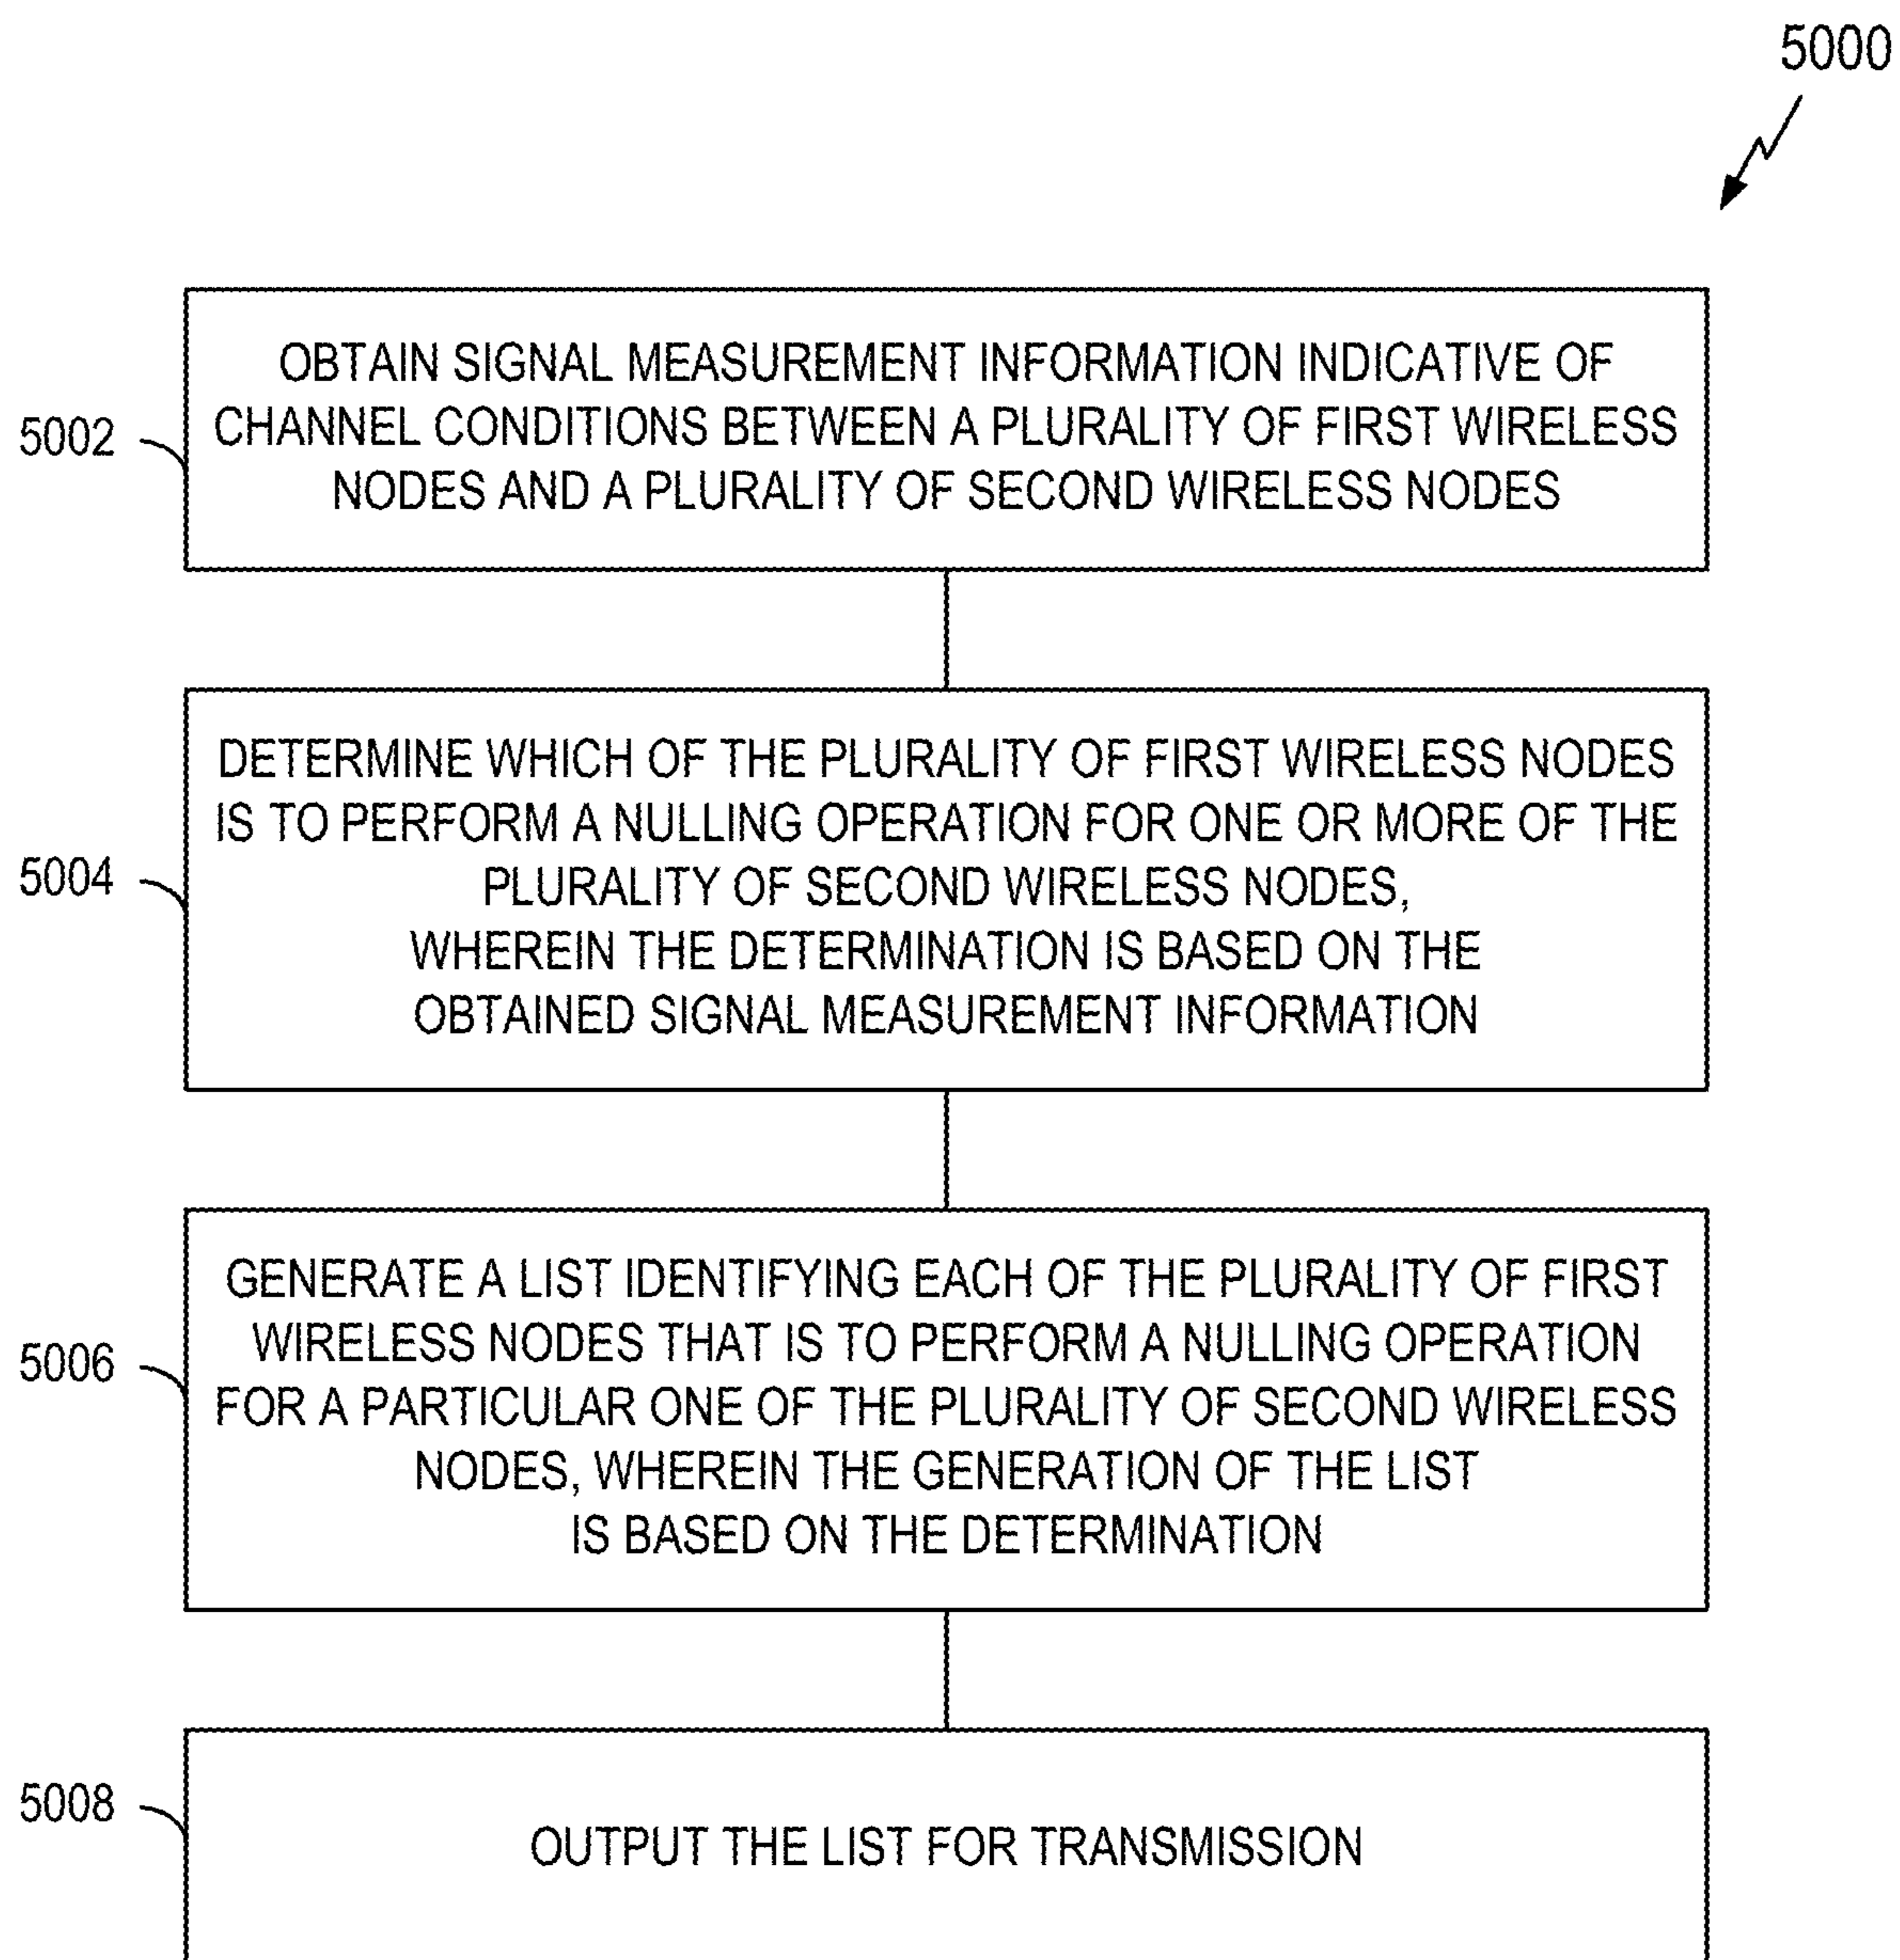 5000
5002
OBTAIN SIGNAL MEASUREMENT INFORMATION INDICATIVE OF
CHANNEL CONDITIONS BETWEEN A PLURALITY OF FIRST WIRELESS
NODES AND A PLURALITY OF SECOND WIRELESS NODES
5004
DETERMINE WHICH OF THE PLURALITY OF FIRST WIRELESS NODES
IS TO PERFORM A NULLING OPERATION FOR ONE OR MORE OF THE
PLURALITY OF SECOND WIRELESS NODES,
WHEREIN THE DETERMINATION IS BASED ON THE
OBTAINED SIGNAL MEASUREMENT INFORMATION
5006
GENERATE A LIST IDENTIFYING EACH OF THE PLURALITY OF FIRST
WIRELESS NODES THAT IS TO PERFORM A NULLING OPERATION
FOR A PARTICULAR ONE OF THE PLURALITY OF SECOND WIRELESS
NODES, WHEREIN THE GENERATION OF THE LIST
IS BASED ON THE DETERMINATION
5008
OUTPUT THE LIST FOR TRANSMISSION